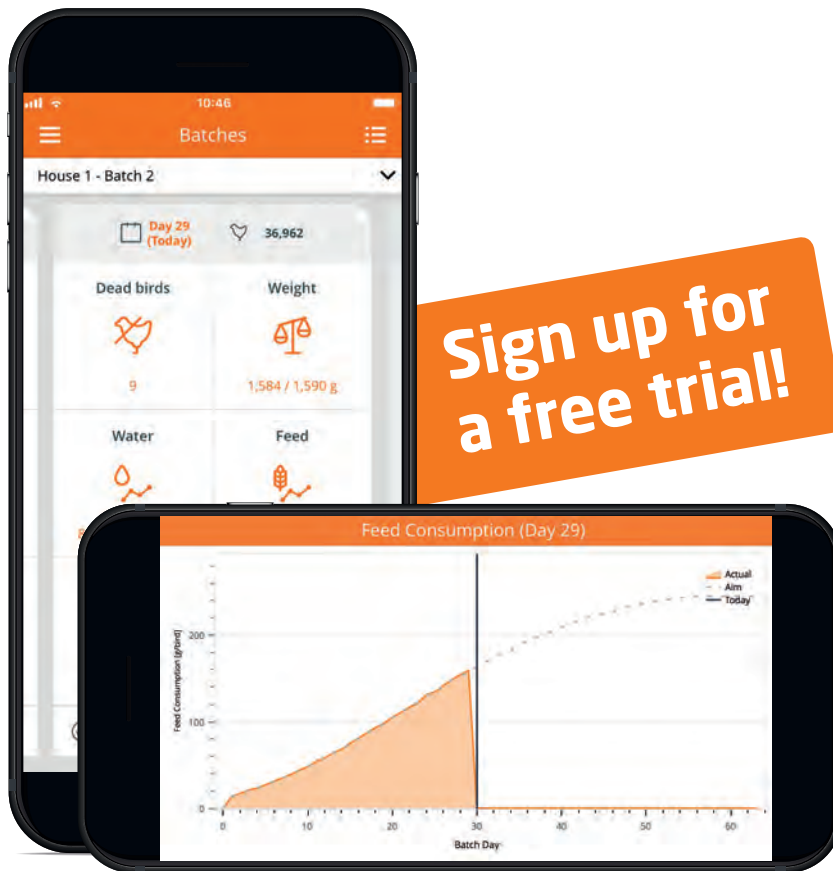 10:46
Batches
House 1 - Batch 2
Day 29
(Today)
36,962
Dead birds
Weight
9
1,584 / 1,590 g
Water
Feed
Sign up for
a free trial!
Feed Consumption (Day 29)
Actual
Aim
Today
Feed Consumption [g/bird]
200
100
0
0 10 20 30 40 50 60
Batch Day